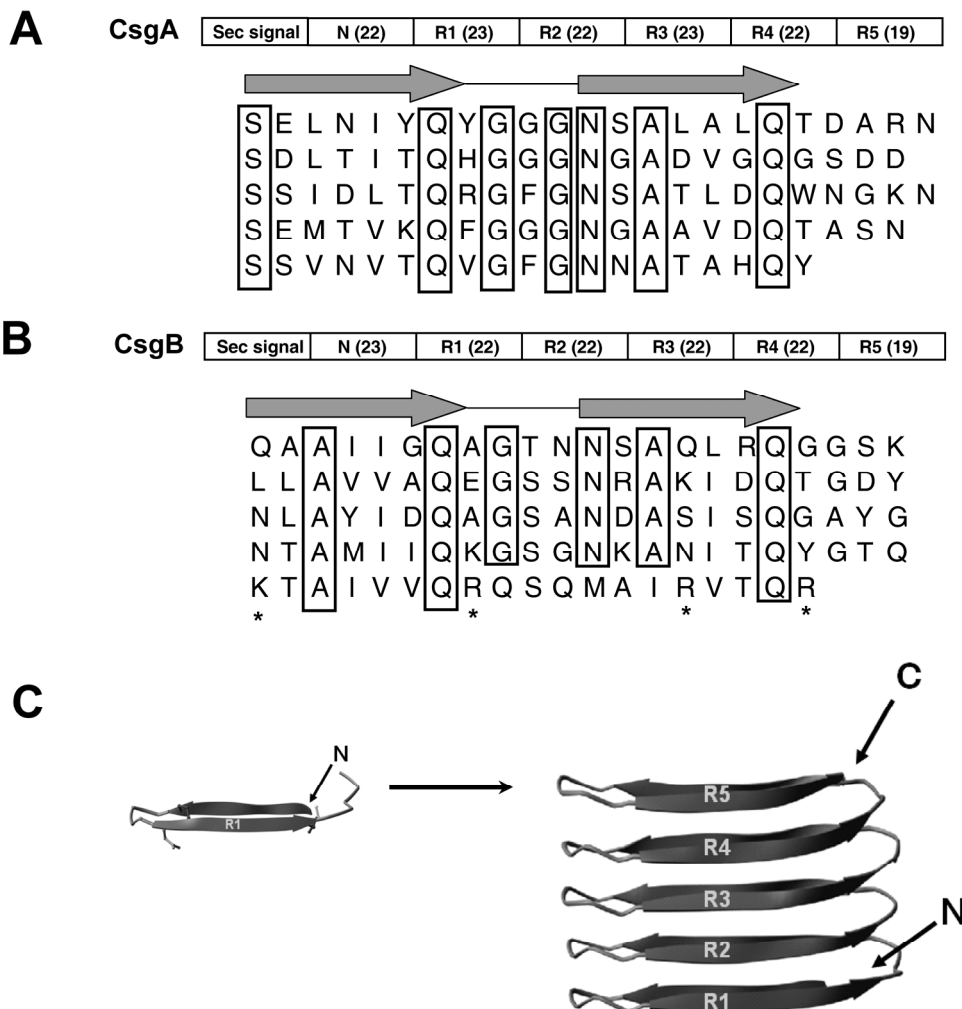 A
CsgA Sec signal N (22) R1 (23) R2 (22) R3 (23) R4 (22) R5 (19)
S E L N I Y Q Y G G G N S A L A L Q T D A R N
S D L T I T Q H G G G N G A D V G Q G S D D
S S I D L T Q R G F G N S A T L D Q W N G K N
S E M T V K Q F G G G N G A A V D Q T A S N
S S V N V T Q V G F G N N A T A H Q Y
B
CsgB Sec signal N (23) R1 (22) R2 (22) R3 (22) R4 (22) R5 (19)
Q A A I I G Q A G T N N S A Q L R Q G G S K
L L A V V A Q E G S S N R A K I D Q T G D Y
N L A Y I D Q A G S A N D A S I S Q G A Y G
N T A M I I Q K G S G N K A N I T Q Y G T Q
K T A I V V Q R Q S Q M A I R V T Q R
* * * *
C
N
R1
C
R5
R4
R3
N
R2
R1